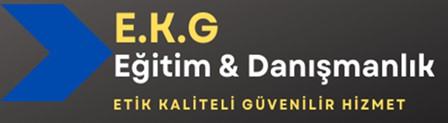 E.K.G
Eğitim & Danışmanlık
ETİK KALİTELİ GÜVENİLİR HİZMET